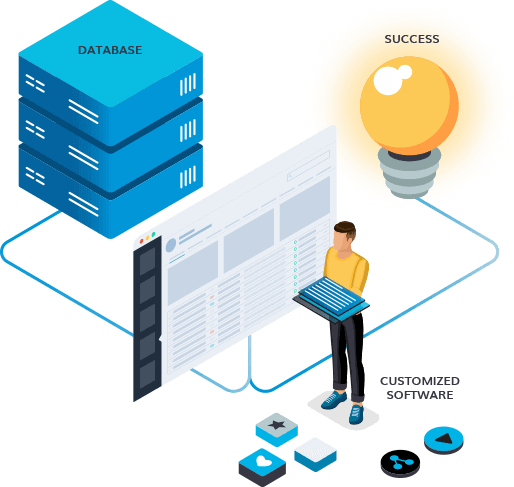 SUCCESS
DATABASE
CUSTOMIZED
SOFTWARE